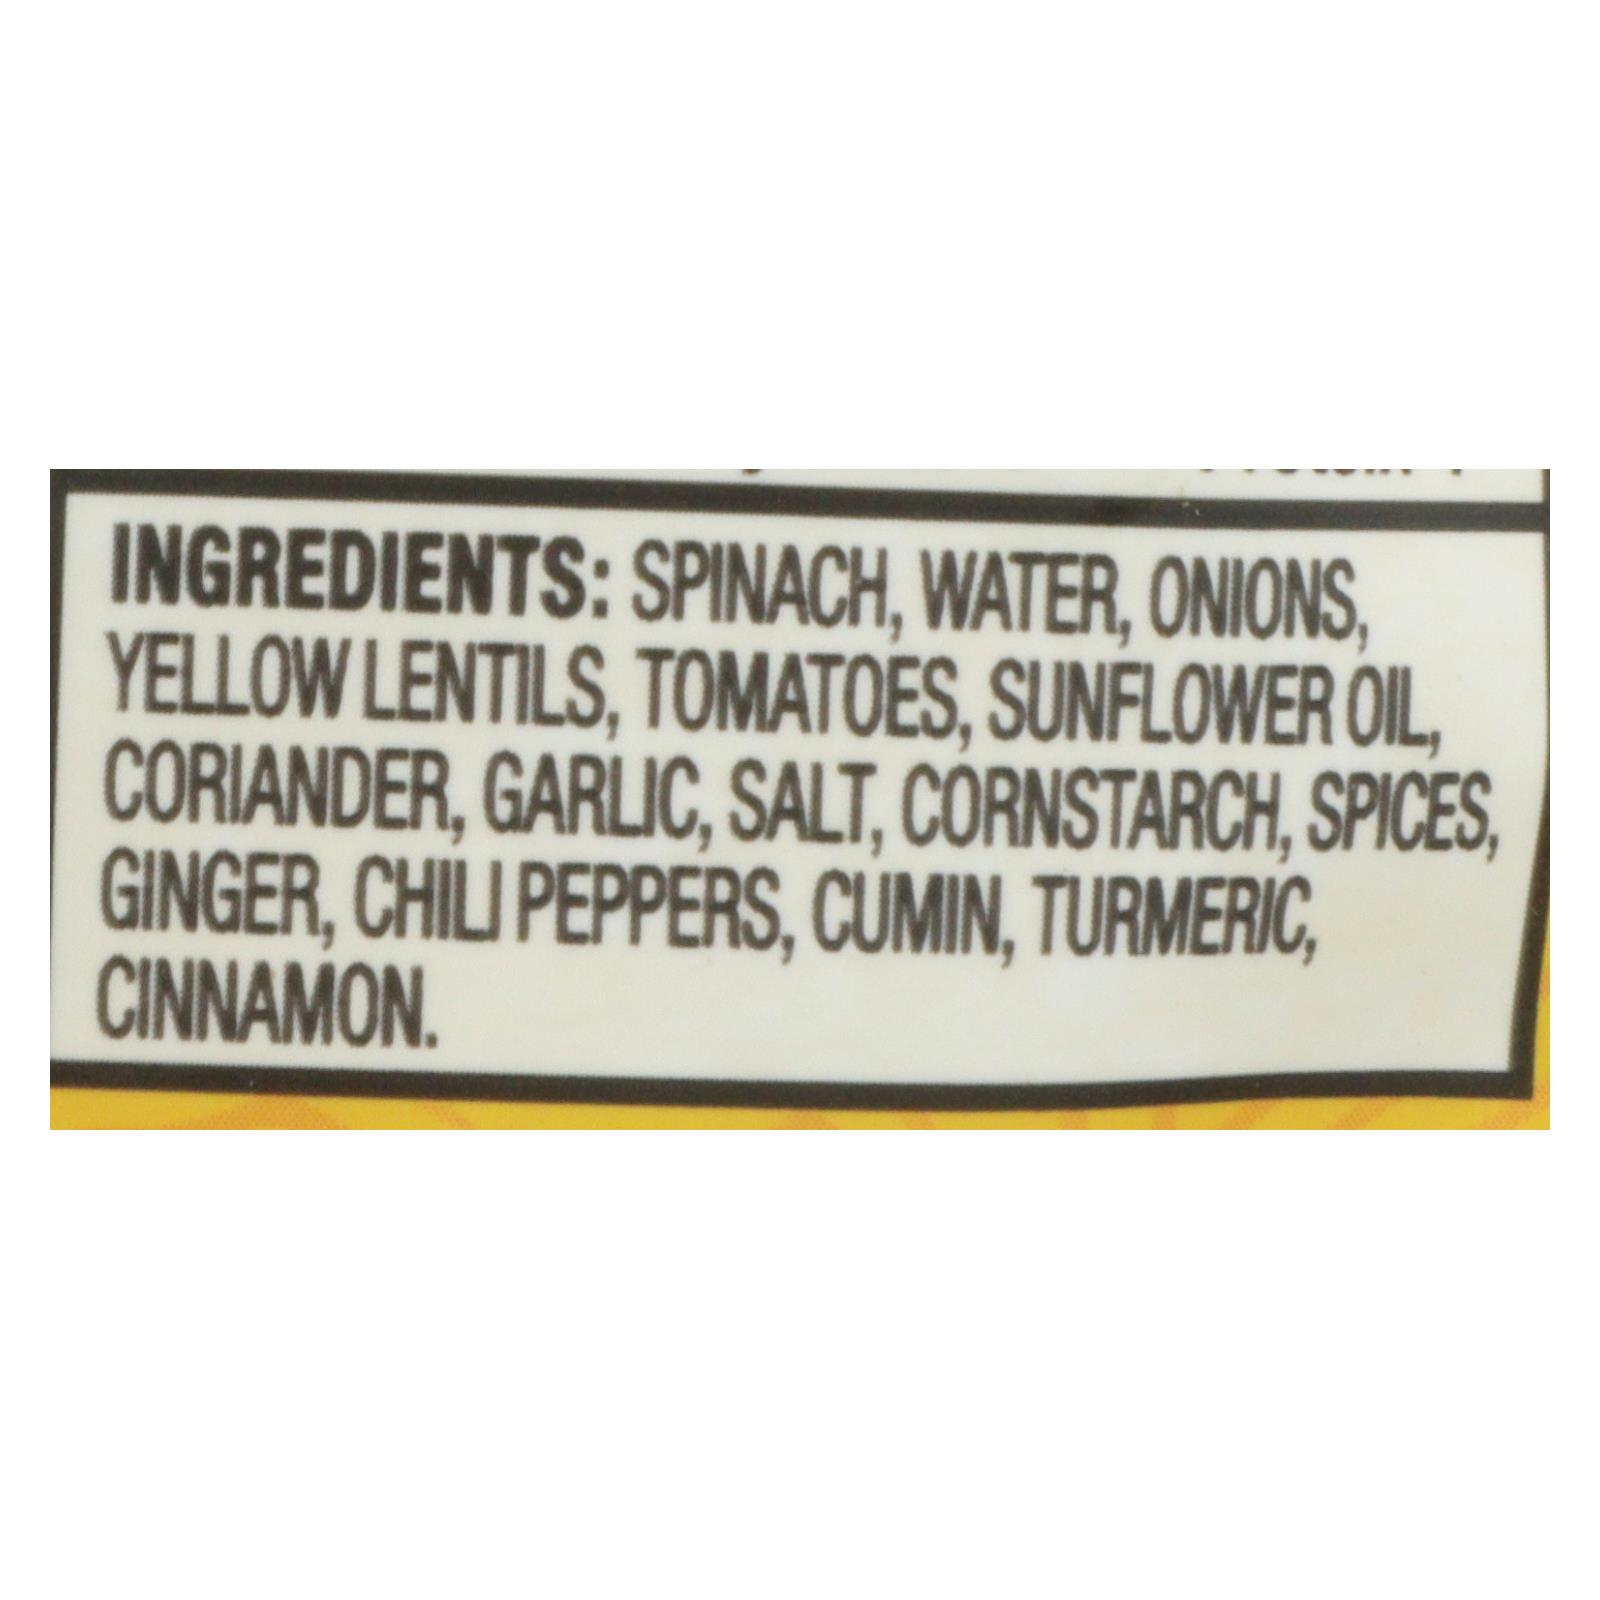 INGREDIENTS: SPINACH, WATER, ONIONS,
YELLOW LENTILS, TOMATOES, SUNFLOWER OIL,
CORIANDER, GARLIC, SALT, CORNSTARCH, SPICES,
GINGER, CHILI PEPPERS, CUMIN, TURMERIC,
CINNAMON.